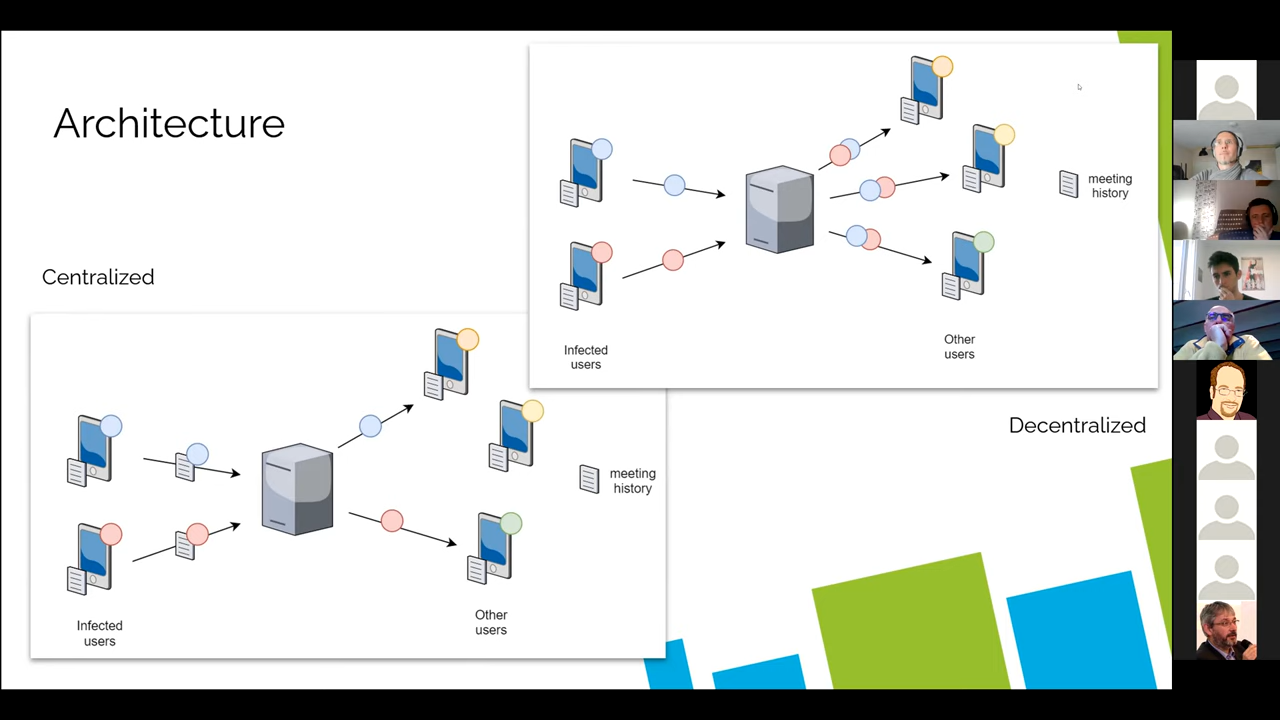 Architecture
Centralized
Infected
users
Other
users
meeting
history
Infected
users
Other
users
meeting
history
Decentralized